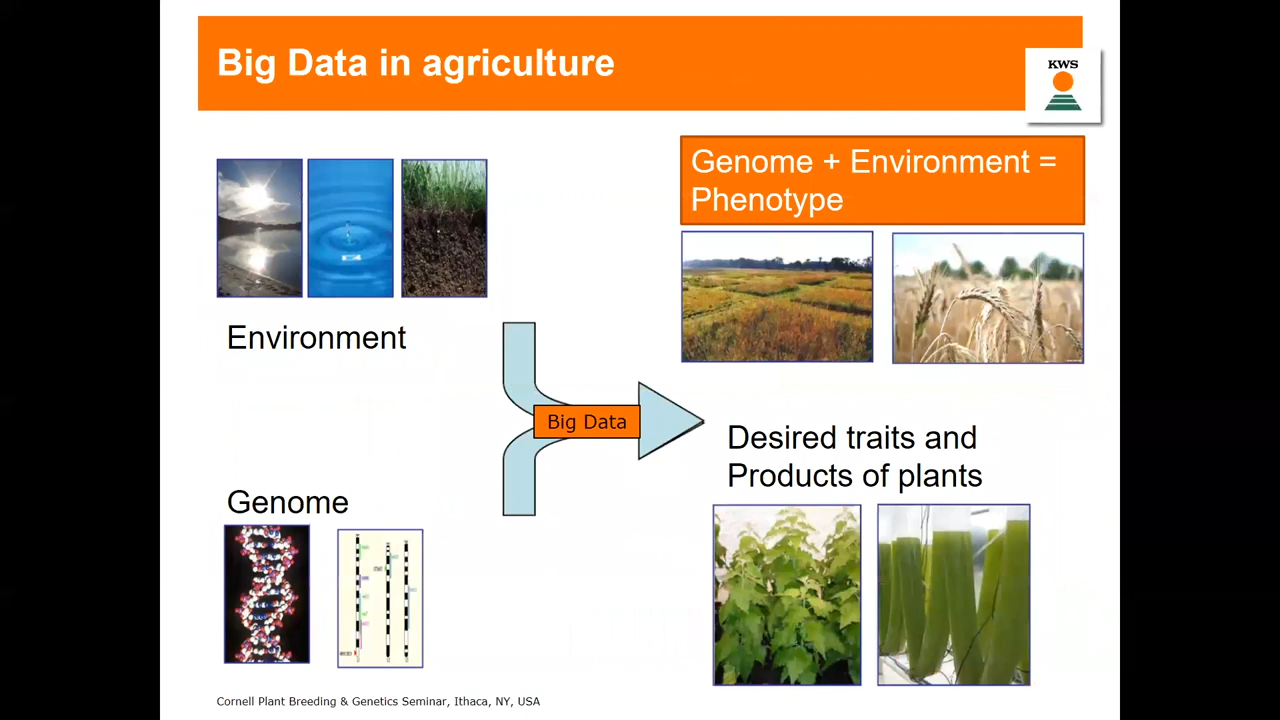 Big Data in agriculture
KWS
Genome + Environment =
Phenotype
Environment
Big Data
Desired traits and
Products of plants
Genome
Cornell Plant Breeding & Genetics Seminar, Ithaca, NY, USA